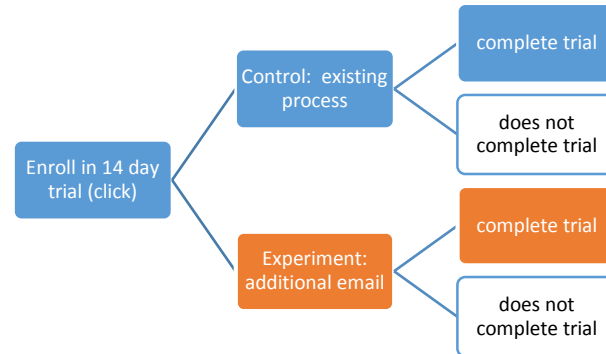 Enroll in 14 day
trial (click)
Control:  existing
process
complete trial
does not
complete trial
Experiment:
additional email
complete trial
does not
complete trial